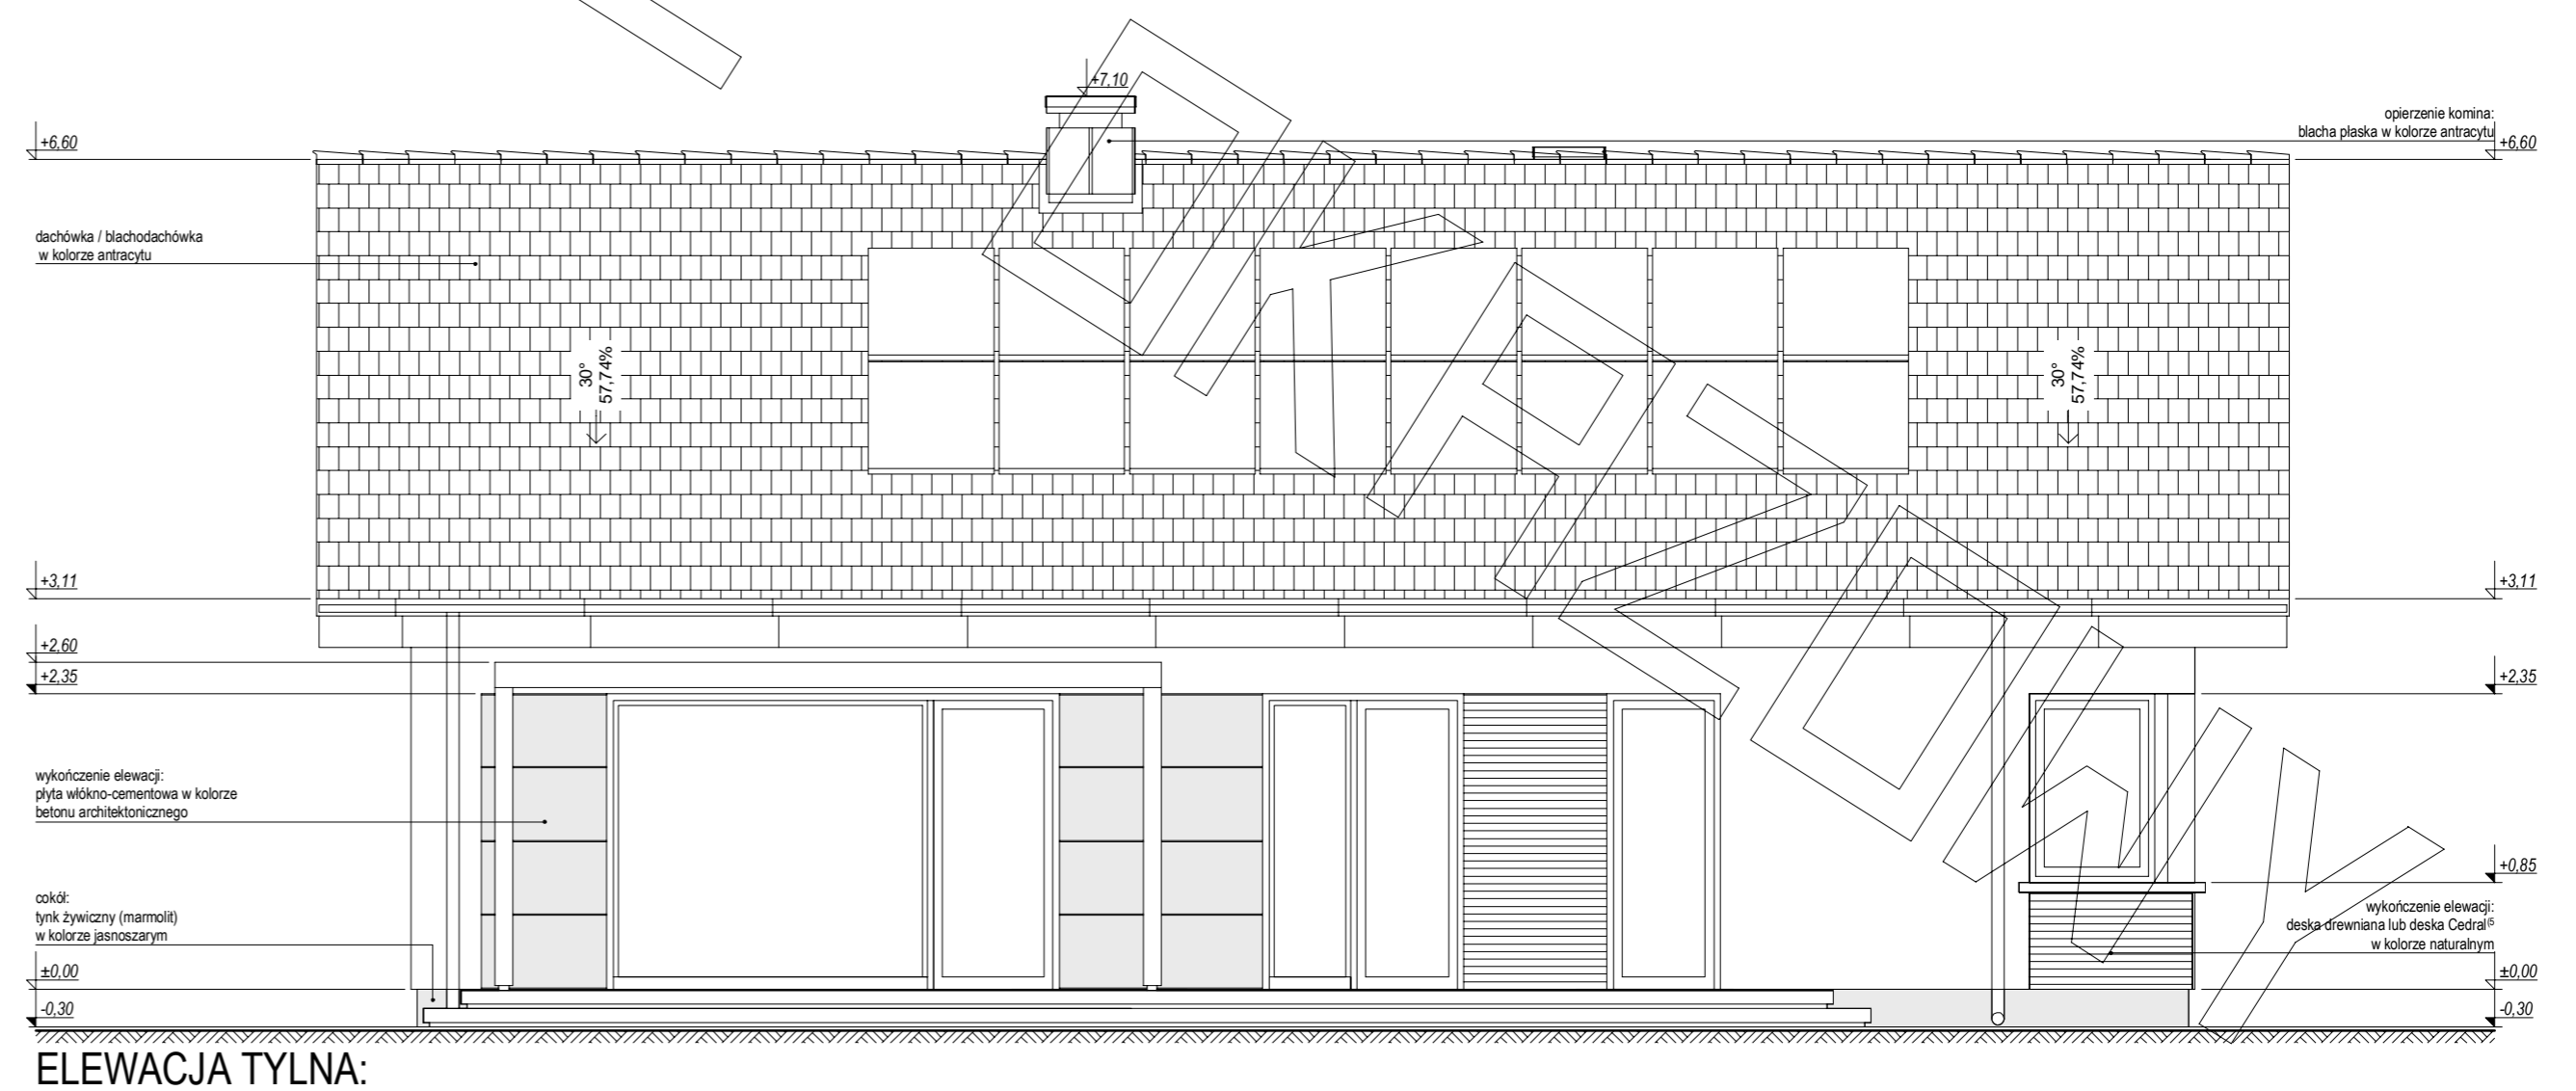 +7,10
+6,60
opierzenie komina:
blacha płaska w kolorze antracytu
+6,60
dachówka / blachodachówka
w kolorze antracytu
30°
57,74%
30°
57,74%
+3,11
+3,11
+2,60
+2,35
+2,35
wykończenie elewacji:
płyta włókno-cementowa w kolorze
betonu architektonicznego
+0,85
cokół:
tynk żywiczny (marmolit)
w kolorze jasnoszarym
wykończenie elewacji:
deska drewniana lub deska Cedral
w kolorze naturalnym
±0,00
±0,00
-0,30
-0,30
ELEWACJA TYLNA: